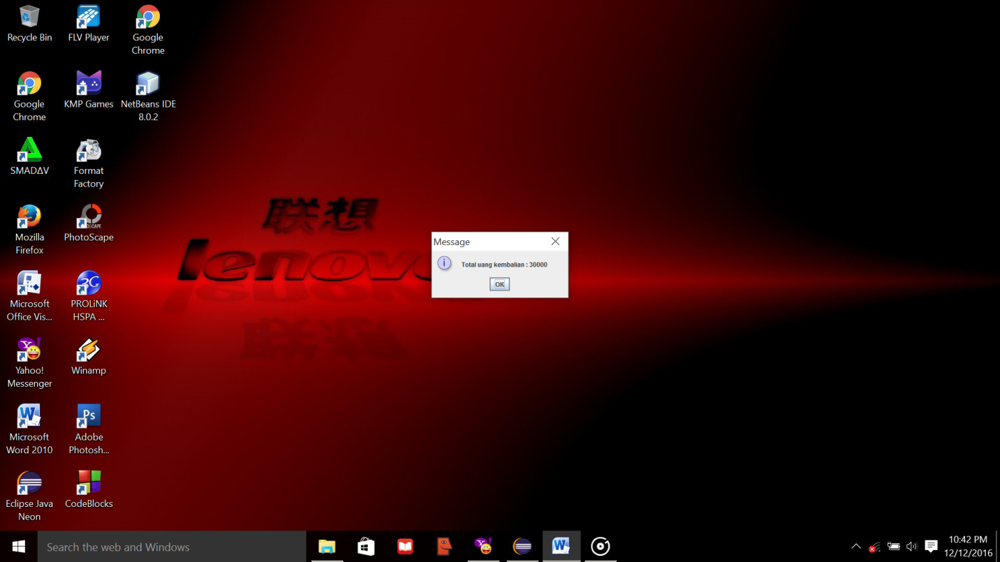 Recycle Bin
FLV Player
Google
Chrome
Google
Chrome
KMP Games
NetBeans IDE
8.0.2
SMADΔV
Format
Factory
Mozilla
Firefox
PhotoScape
Microsoft
Office Vis...
PROLiNK
HSPA ...
Yahoo!
Messenger
Winamp
Microsoft
Word 2010
Adobe
Photosh...
Eclipse Java
Neon
CodeBlocks
联想
lenovo
Message
Total uang kembalian : 30000
OK
Search the web and Windows
10:42 PM
12/12/2016